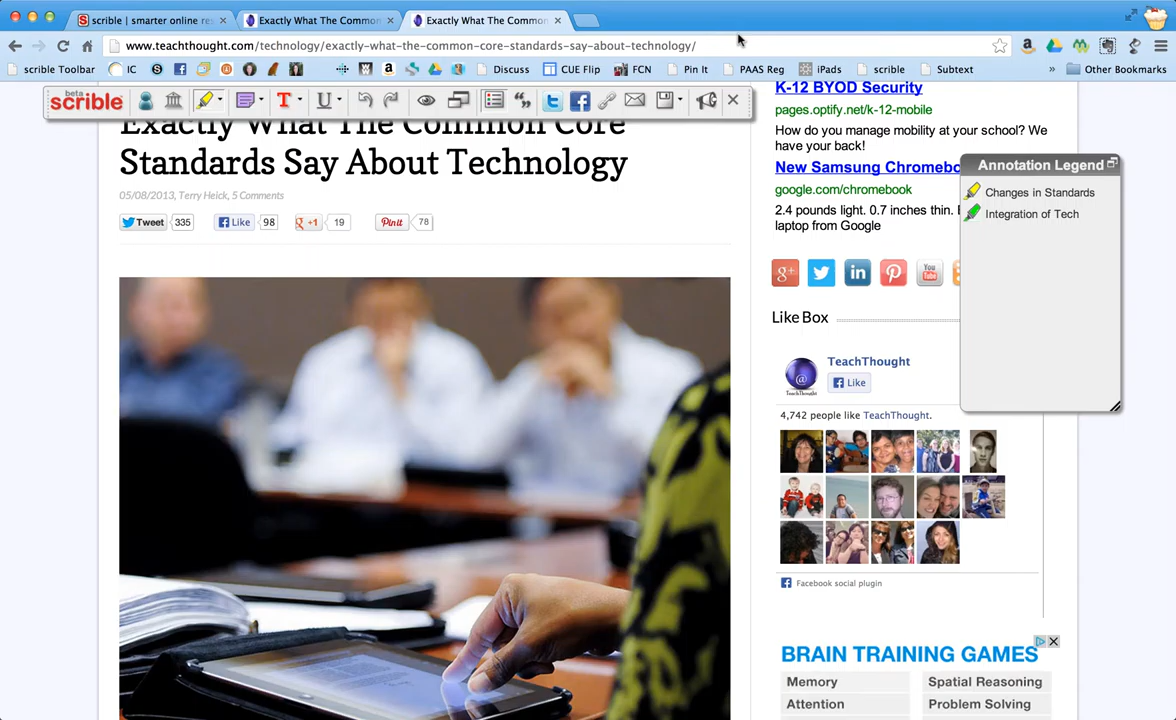 scrible | smarter online re
Exactly What The Common
Exactly What The Common
www.teachthought.com/technology/exactly-what-the-common-core-standards-say-about-technology/
scrible Toolbar
IC
Discuss
CUE Flip
FCN
Pin It
PAAS Reg
iPads
scrible
Subtext
»
Other Bookmarks
beta
scrible
Exactly What The Common Core
Standards Say About Technology
05/08/2013, Terry Heick, 5 Comments
Tweet 335
Like 98
+1 19
Pinit 78
K-12 BYOD Security
pages.optify.net/k-12-mobile
How do you manage mobility at your school? We
have your back!
New Samsung Chromebo
google.com/chromebook
2.4 pounds light. 0.7 inches thin.
laptop from Google
Annotation Legend
Changes in Standards
Integration of Tech
You
Tube
Like Box
TeachThought
Like
4,742 people like TeachThought.
Facebook social plugin
BRAIN TRAINING GAMES
Memory
Spatial Reasoning
Attention
Problem Solving